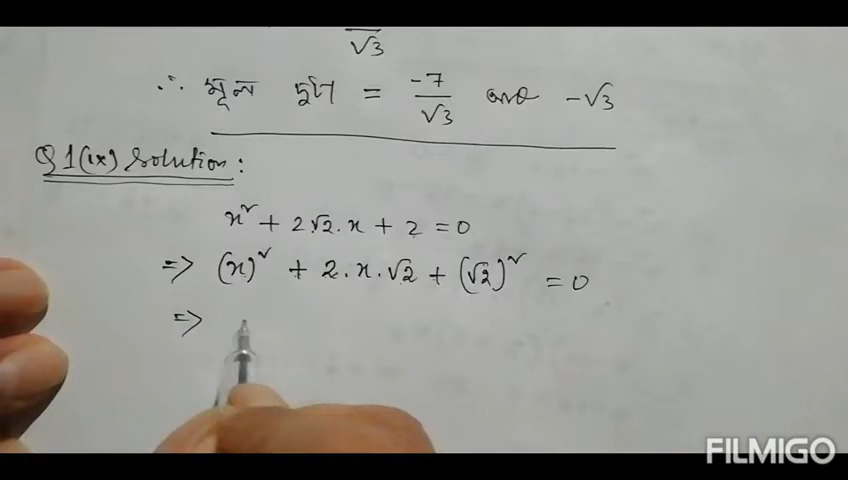 √3
∴ মূল দুটা = -7/√3 আৰু -√3
Q1(ix) Solution:
x² + 2√2.x + 2 = 0
=> (x)² + 2.x.√2 + (√2)² = 0
=>
FILMIGO